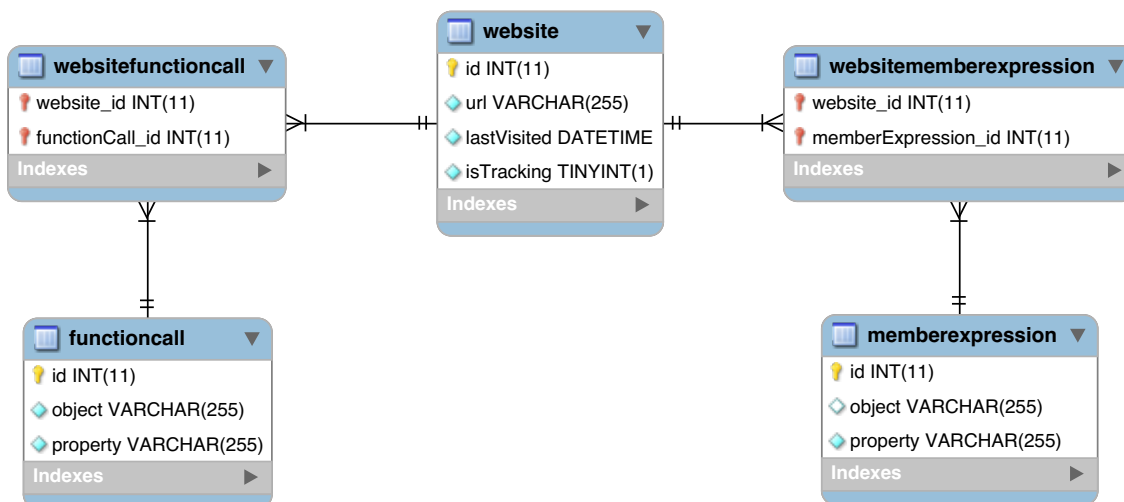 website
id INT(11)
url VARCHAR(255)
lastVisited DATETIME
isTracking TINYINT(1)
Indexes
websitefunctioncall
website_id INT(11)
functionCall_id INT(11)
Indexes
websitememberexpression
website_id INT(11)
memberExpression_id INT(11)
Indexes
functioncall
id INT(11)
object VARCHAR(255)
property VARCHAR(255)
Indexes
memberexpression
id INT(11)
object VARCHAR(255)
property VARCHAR(255)
Indexes